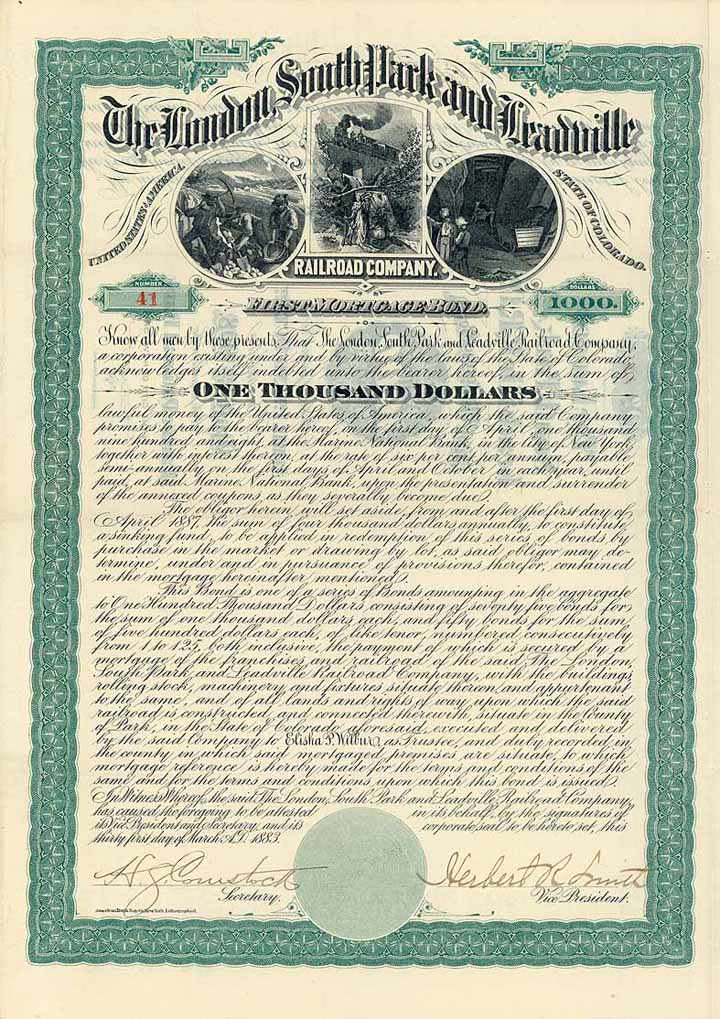 The London, South Park and Leadville
UNITED STATES OF AMERICA.
STATE OF COLORADO.
RAILROAD COMPANY.
NUMBER
41
FIRST MORTGAGE BOND.
DOLLARS
1000.
Know all men by these presents, That The London, South Park and Leadville Railroad Company,
a corporation existing under and by virtue of the laws of the State of Colorado,
acknowledges itself indebted unto the bearer hereof, in the sum of
ONE THOUSAND DOLLARS
lawful money of the United States of America, which the said Company
promises to pay to the bearer hereof, on the first day of April, one thousand
nine hundred and eight, at the Marine National Bank, in the City of New York,
together with interest thereon, at the rate of six per cent. per annum, payable
semi-annually on the first days of April and October in each year, until
paid, at said Marine National Bank, upon the presentation and surrender
of the annexed coupons, as they severally become due.
The obligor herein will set aside, from and after the first day of
April 1887, the sum of four thousand dollars annually, to constitute
a sinking fund, to be applied in redemption of this series of bonds by
purchase in the market or drawing by lot, as said obligor may de-
termine, under and in pursuance of provisions therefor, contained
in the mortgage hereinafter mentioned.
This Bond is one of a series of Bonds amounting in the aggregate
to One Hundred Thousand Dollars consisting of seventy five bonds for
the sum of one thousand dollars each, and fifty bonds for the sum
of five hundred dollars each, of like tenor, numbered consecutively
from 1 to 125, both inclusive, the payment of which is secured by a
mortgage of the franchises and railroad of the said The London,
South Park and Leadville Railroad Company, with the buildings,
rolling stock, machinery and fixtures situate thereon, and appurtenant
to the same, and of all lands and rights of way upon which the said
railroad is constructed, and connected therewith, situate in the County
of Park, in the State of Colorado aforesaid, executed and delivered
by the said Company to Elisha P. Wilbur, as Trustee, and duly recorded in
the county in which said mortgaged premises are situate, to which
mortgage reference is hereby made for the terms and conditions of the
same and for the terms and conditions upon which this bond is issued.
In Witness Whereof, the said, The London, South Park and Leadville Railroad Company,
has caused the foregoing to be attested in its behalf, by the signatures of
its Vice President and Secretary, and its corporate seal to be hereto set, this
thirty first day of March A.D. 1883.
Herbert R. Smith
Secretary.
Vice President.